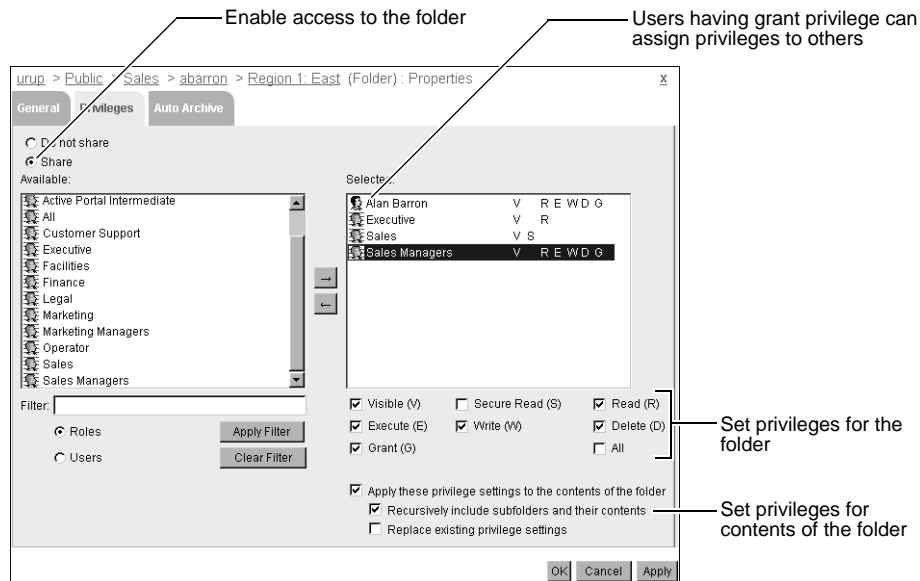 Enable access to the folder
Users having grant privilege can
assign privileges to others
urup > Public > Sales > abarron > Region 1: East (Folder) : Properties x
General Privileges Auto Archive
Do not share
Share
Available:
Selected:
Active Portal Intermediate
All
Customer Support
Executive
Facilities
Finance
Legal
Marketing
Marketing Managers
Operator
Sales
Sales Managers
Alan Barron V R E W D G
Executive V R
Sales V S
Sales Managers V R E W D G
→
←
Filter:
Roles Apply Filter
Users Clear Filter
Visible (V) Secure Read (S) Read (R)
Execute (E) Write (W) Delete (D)
Grant (G) All
Set privileges for the
folder
Apply these privilege settings to the contents of the folder
Recursively include subfolders and their contents
Replace existing privilege settings
Set privileges for
contents of the folder
OK Cancel Apply